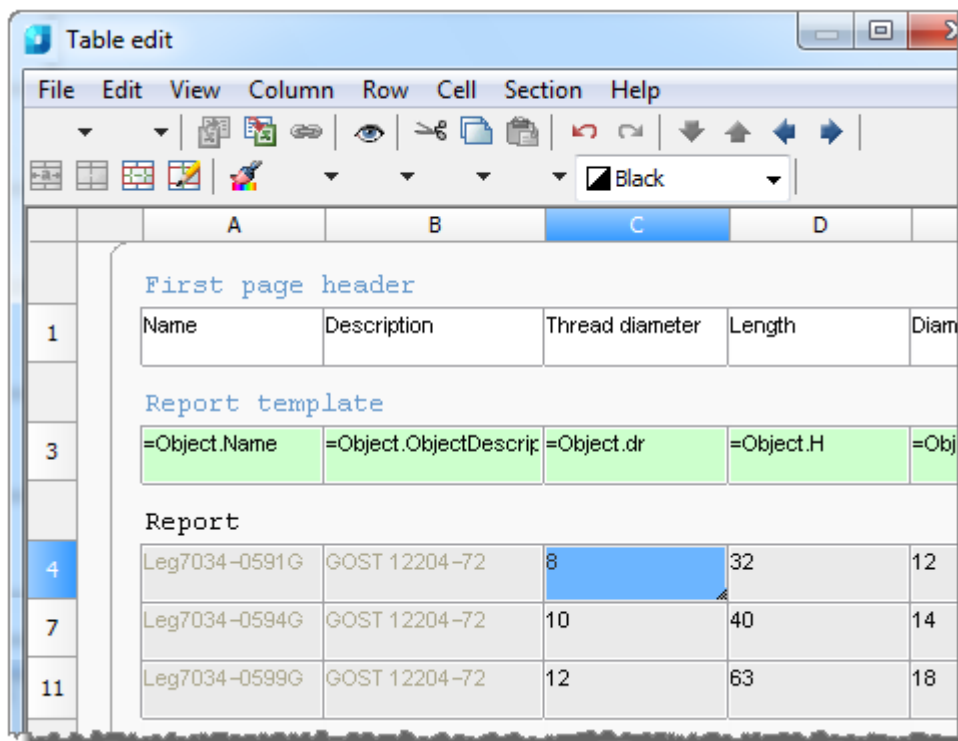 Table edit
File Edit View Column Row Cell Section Help
Black
A B C D
First page header
1 Name Description Thread diameter Length Diam
Report template
3 =Object.Name =Object.ObjectDescrip =Object.dr =Object.H =Obj
Report
4 Leg7034-0591G GOST 12204-72 8 32 12
7 Leg7034-0594G GOST 12204-72 10 40 14
11 Leg7034-0599G GOST 12204-72 12 63 18